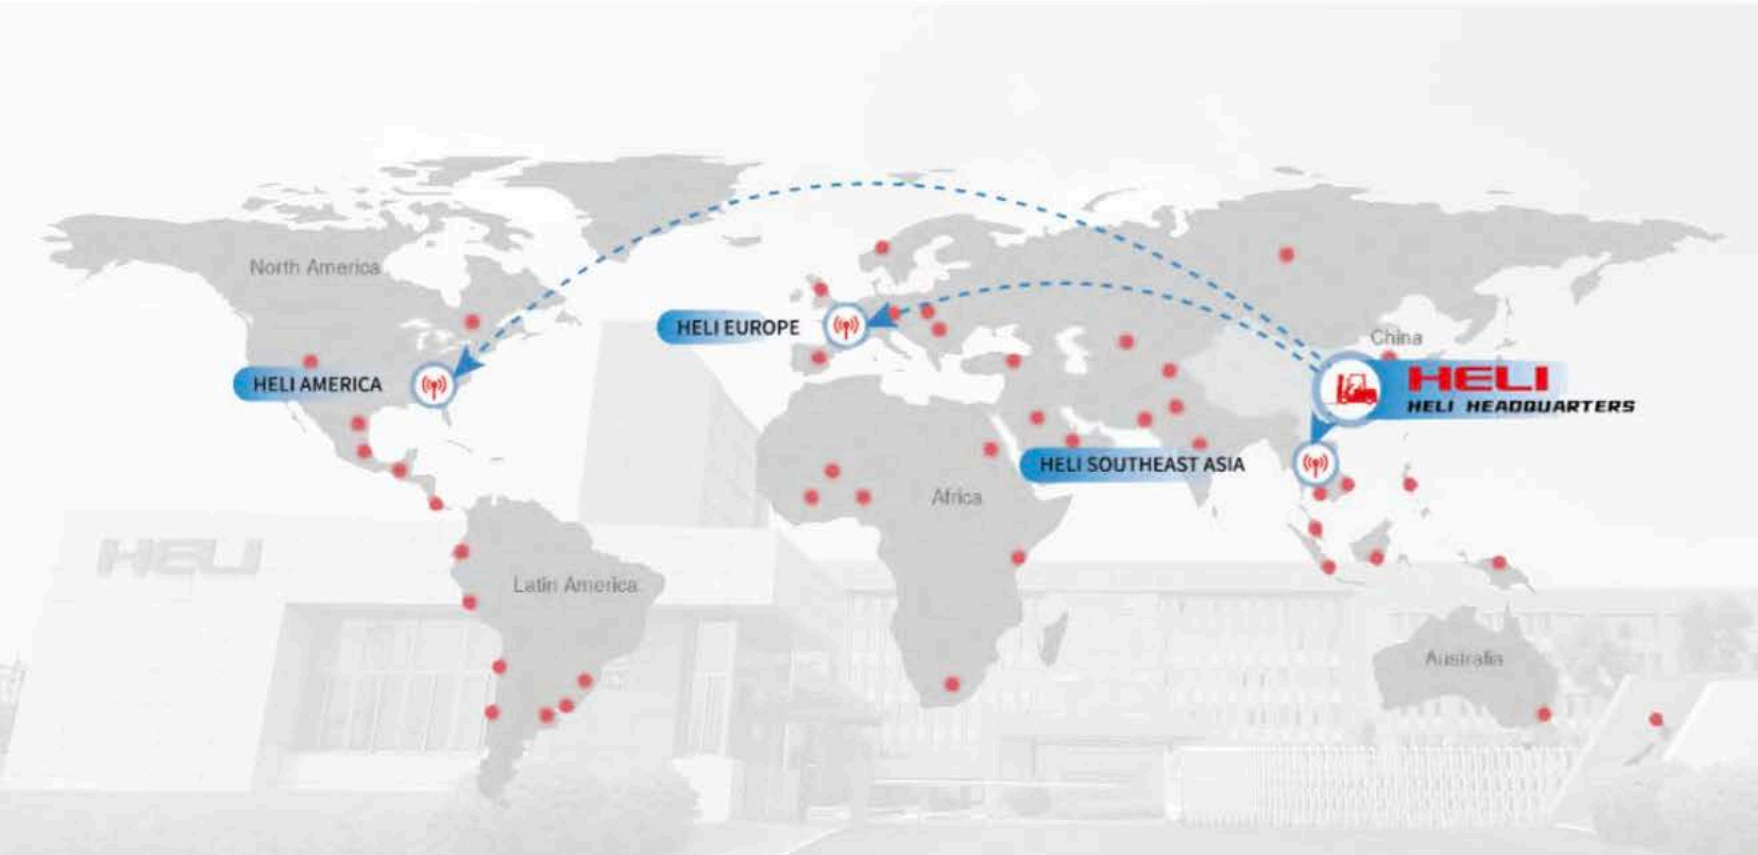 North America
China
HELI EUROPE
HELI AMERICA
HELI
HELI HEADQUARTERS
HELI SOUTHEAST ASIA
Africa
HELI
Latin America
Australia